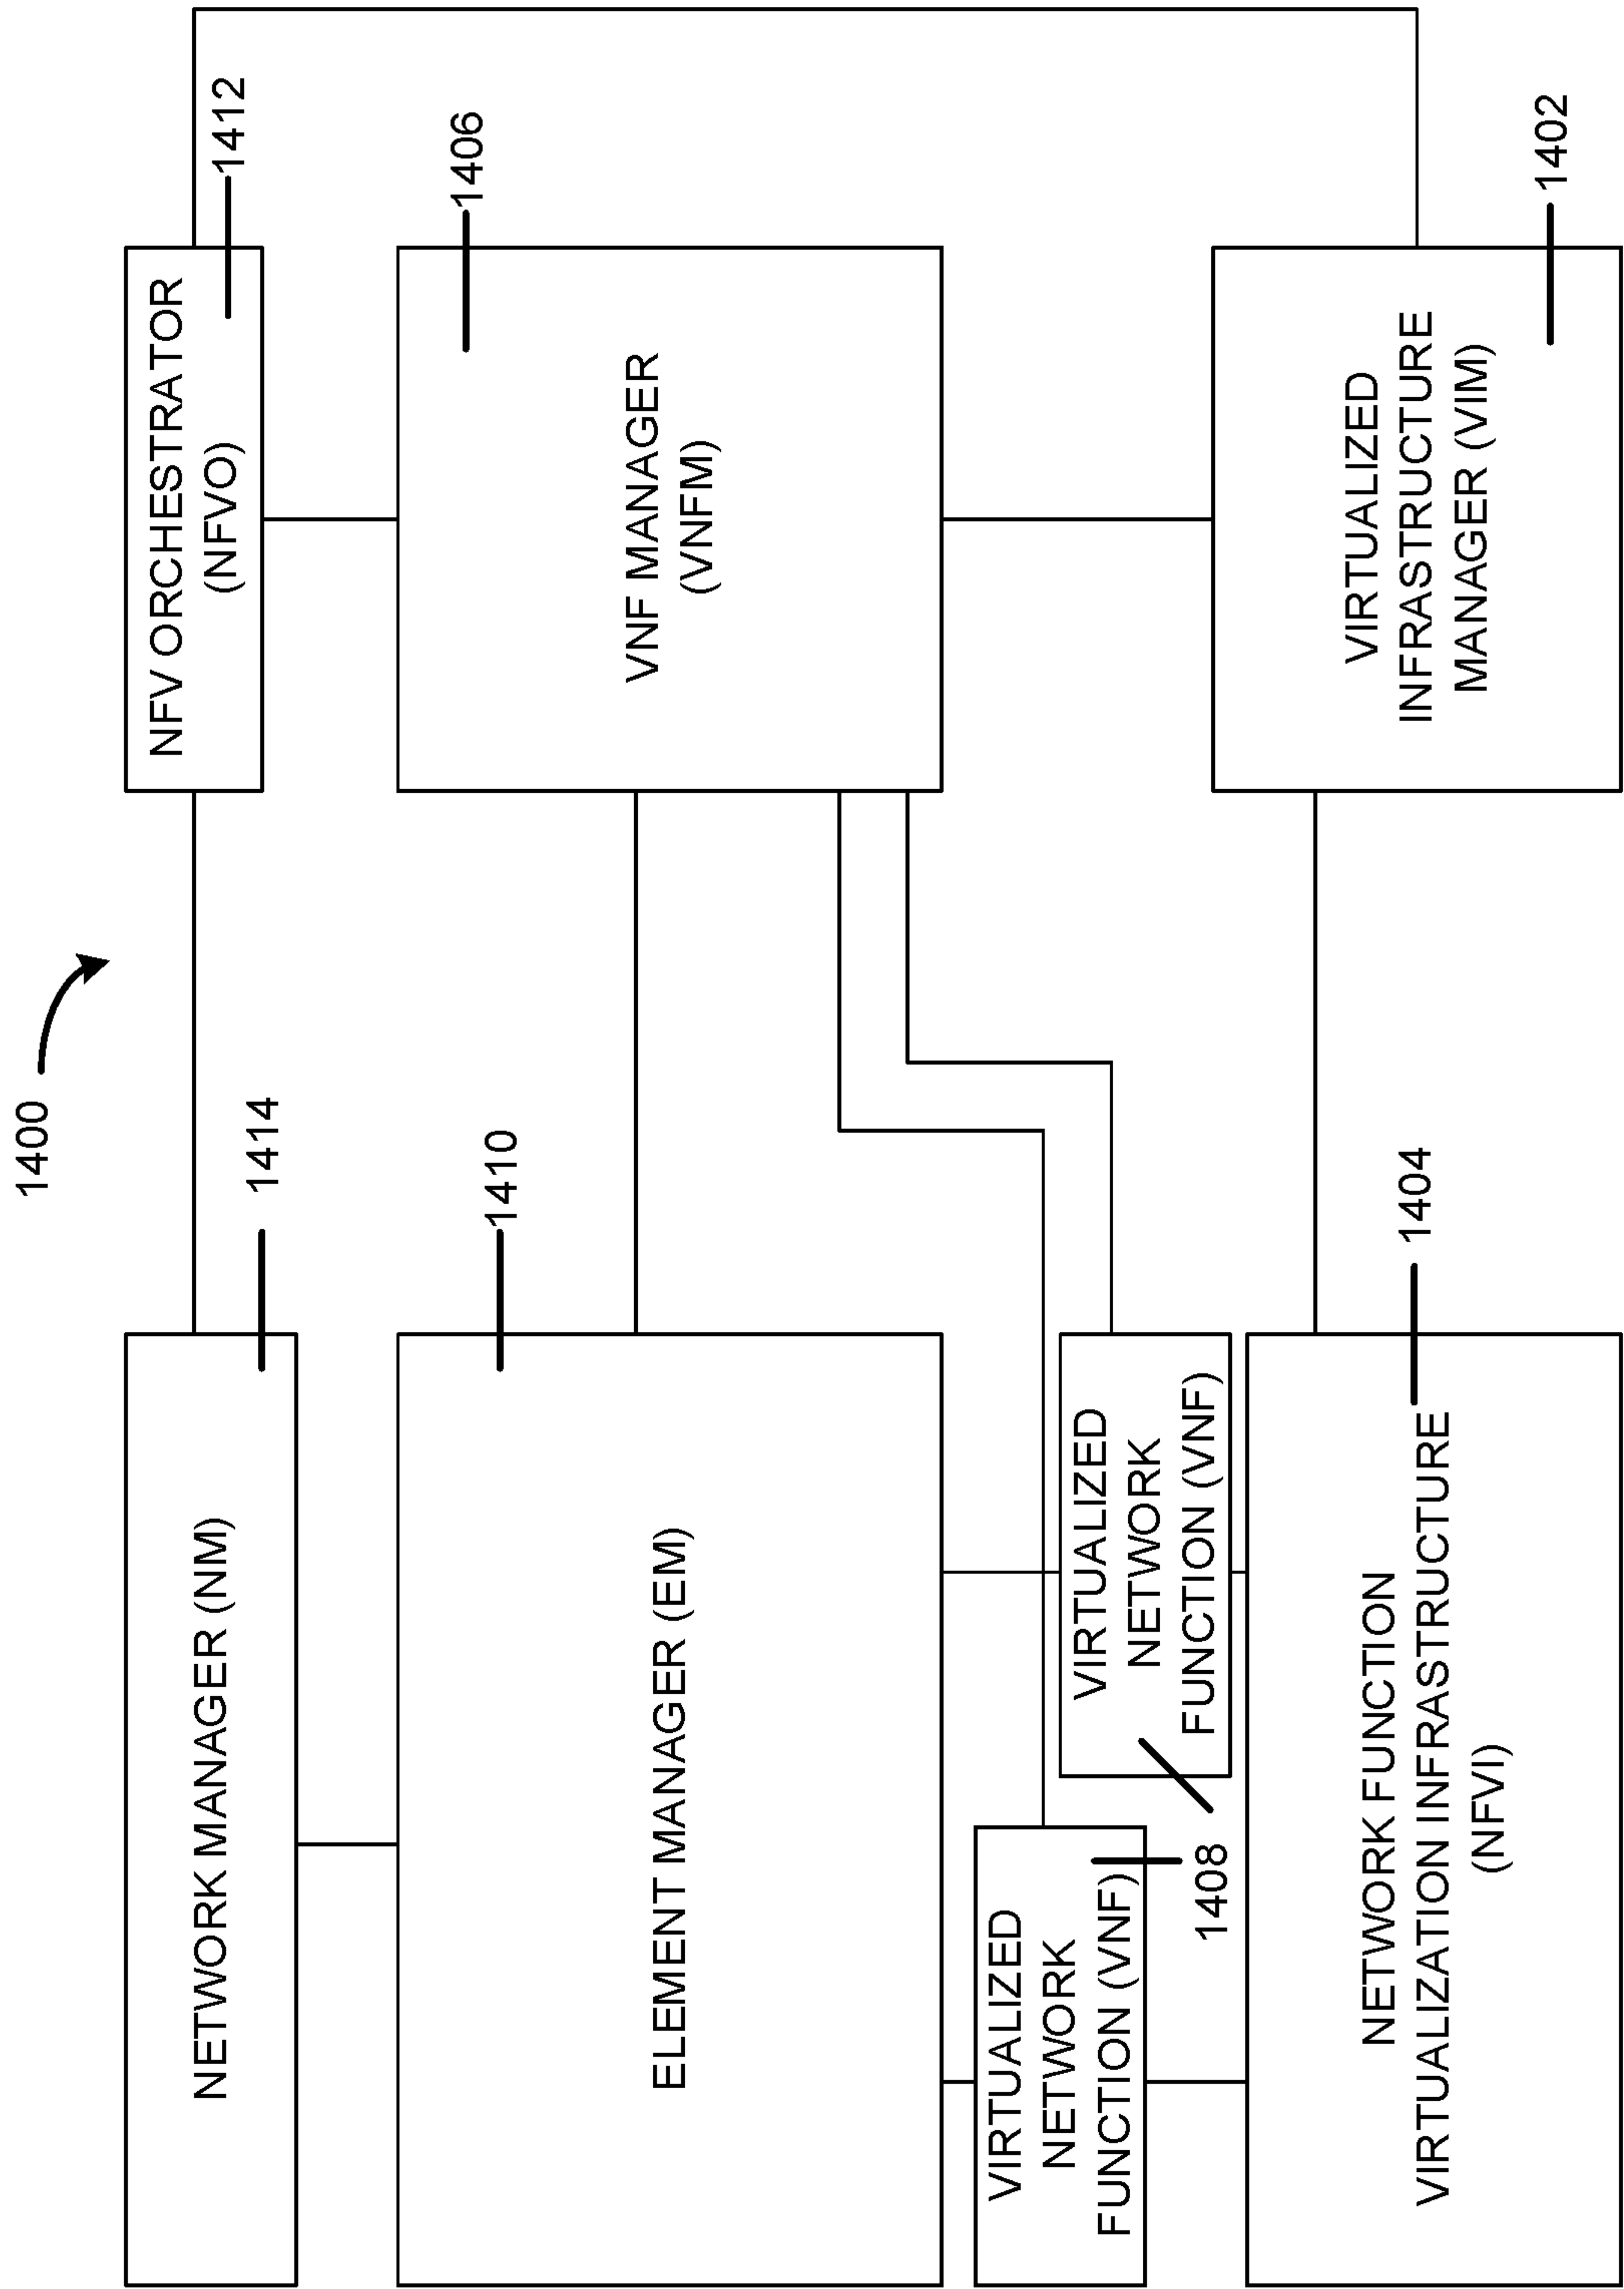 1400
NETWORK MANAGER (NM)
1414
NFV ORCHESTRATOR
(NFVO)
1412
ELEMENT MANAGER (EM)
1410
VNF MANAGER
(VNFM)
1406
VIRTUALIZED
NETWORK
FUNCTION (VNF)
1408
VIRTUALIZED
NETWORK
FUNCTION (VNF)
NETWORK FUNCTION
VIRTUALIZATION INFRASTRUCTURE
(NFVI)
1404
VIRTUALIZED
INFRASTRUCTURE
MANAGER (VIM)
1402